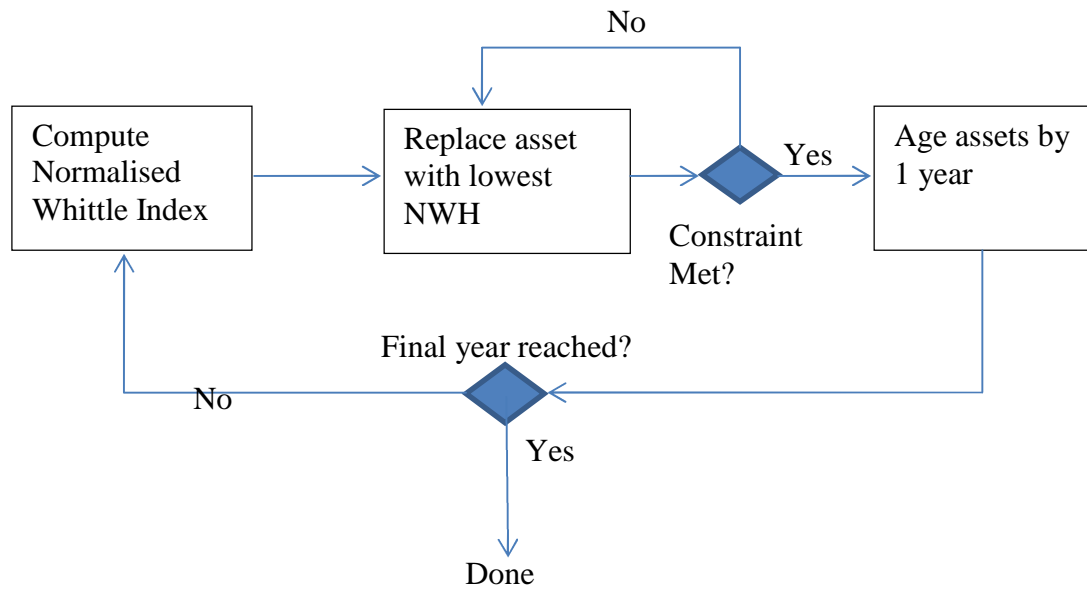 No
Compute
Normalised
Whittle Index
Replace asset
with lowest
NWH
Yes
Age assets by
1 year
Constraint
Met?
Final year reached?
No
Yes
Done